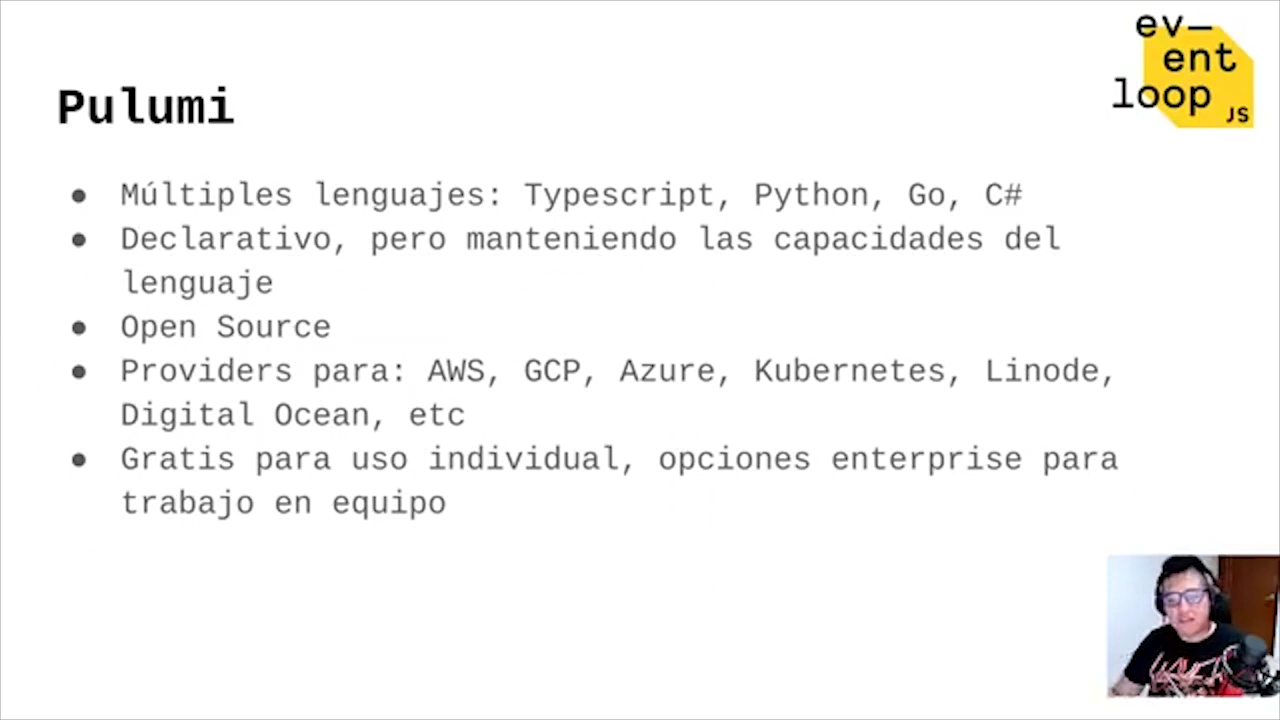 ev—
ent
loop
JS
Pulumi
● Múltiples lenguajes: Typescript, Python, Go, C#
● Declarativo, pero manteniendo las capacidades del
lenguaje
● Open Source
● Providers para: AWS, GCP, Azure, Kubernetes, Linode,
Digital Ocean, etc
● Gratis para uso individual, opciones enterprise para
trabajo en equipo